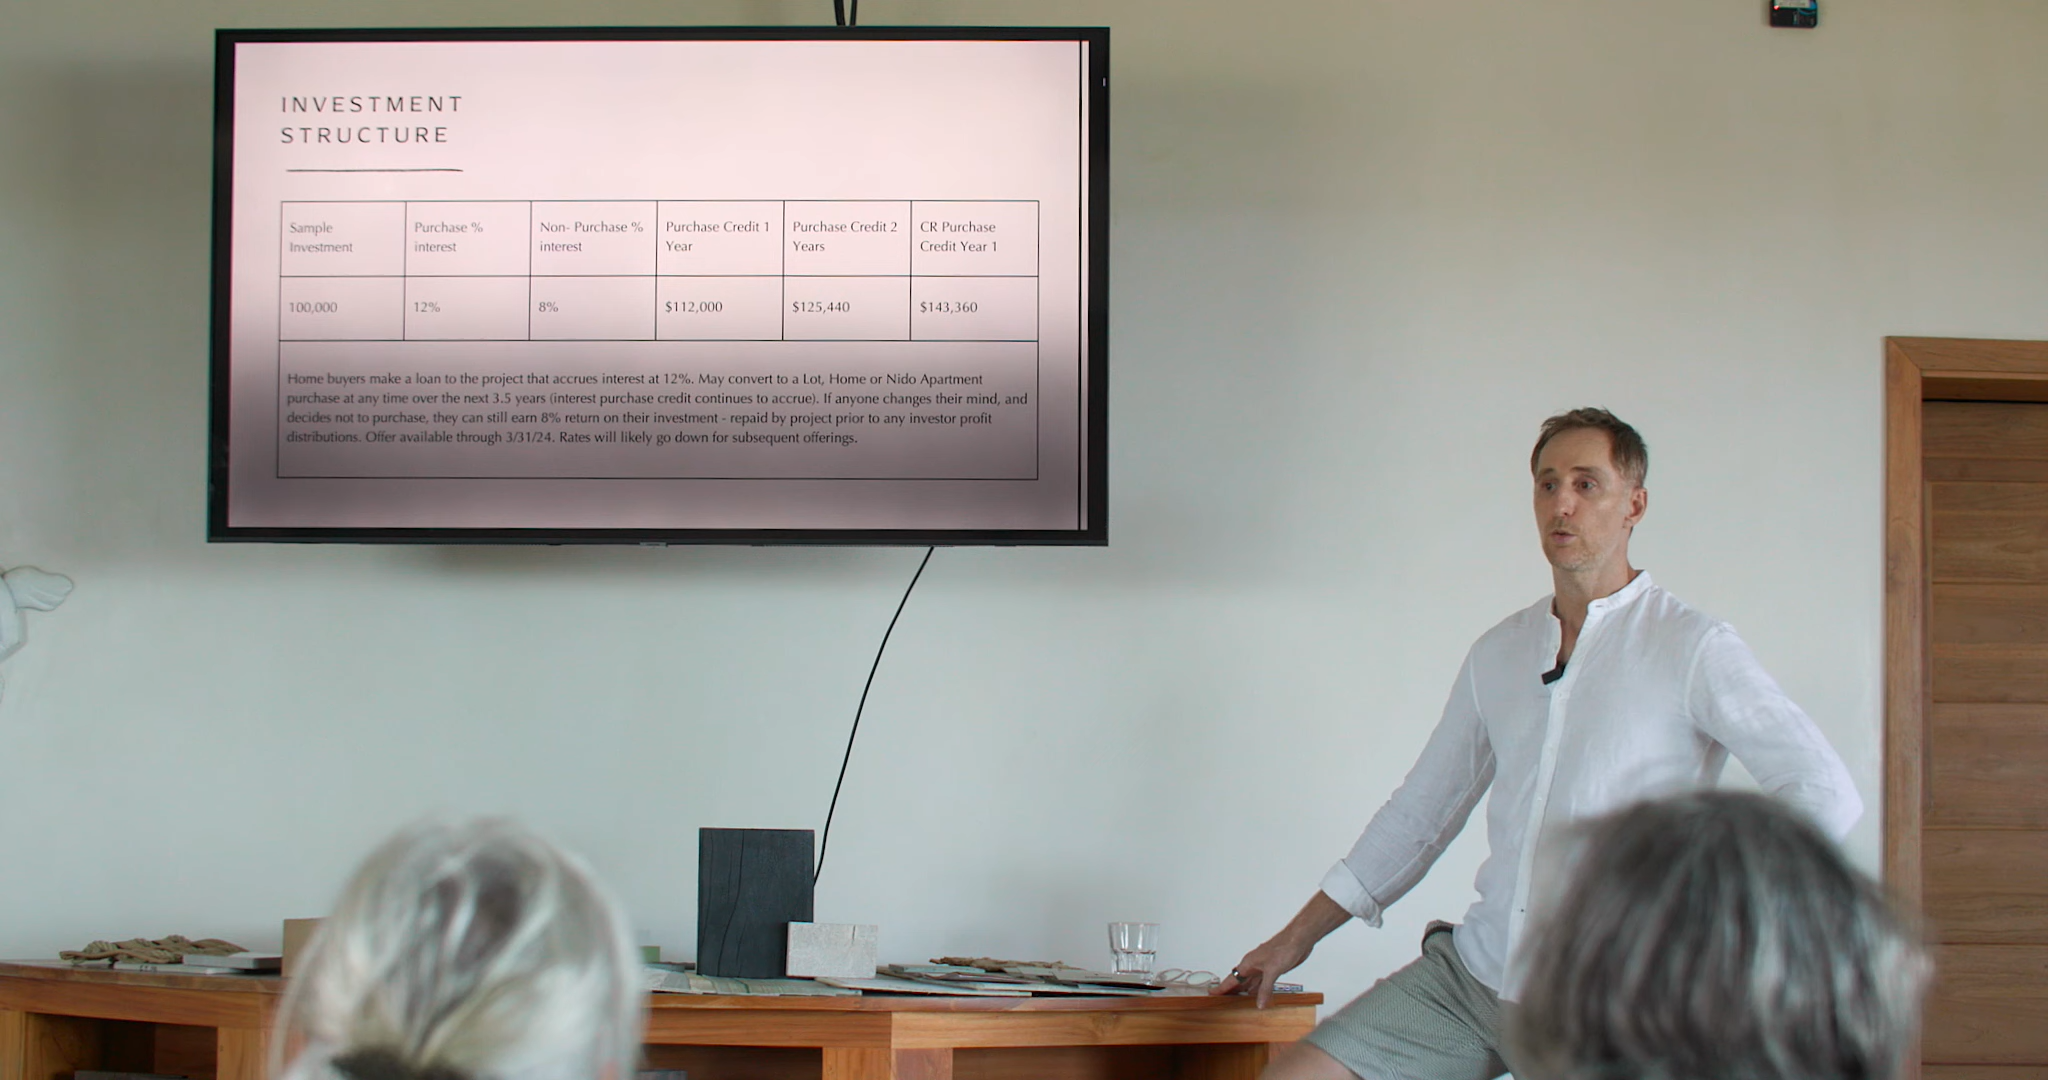 INVESTMENT
STRUCTURE
Sample
Investment
Purchase %
interest
Non- Purchase %
interest
Purchase Credit 1
Year
Purchase Credit 2
Years
CR Purchase
Credit Year 1
100,000
12%
8%
$112,000
$125,440
$143,360
Home buyers make a loan to the project that accrues interest at 12%. May convert to a Lot, Home or Nido Apartment
purchase at any time over the next 3.5 years (interest purchase credit continues to accrue). If anyone changes their mind, and
decides not to purchase, they can still earn 8% return on their investment - repaid by project prior to any investor profit
distributions. Offer available through 3/31/24. Rates will likely go down for subsequent offerings.